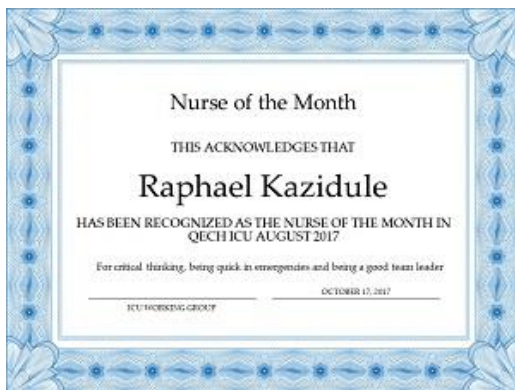 Nurse of the Month
THIS ACKNOWLEDGES THAT
Raphael Kazidule
HAS BEEN RECOGNIZED AS THE NURSE OF THE MONTH IN
QECH ICU AUGUST 2017
For critical thinking, being quick in emergencies and being a good team leader
OCTOBER 17, 2017
ICU WORKING GROUP